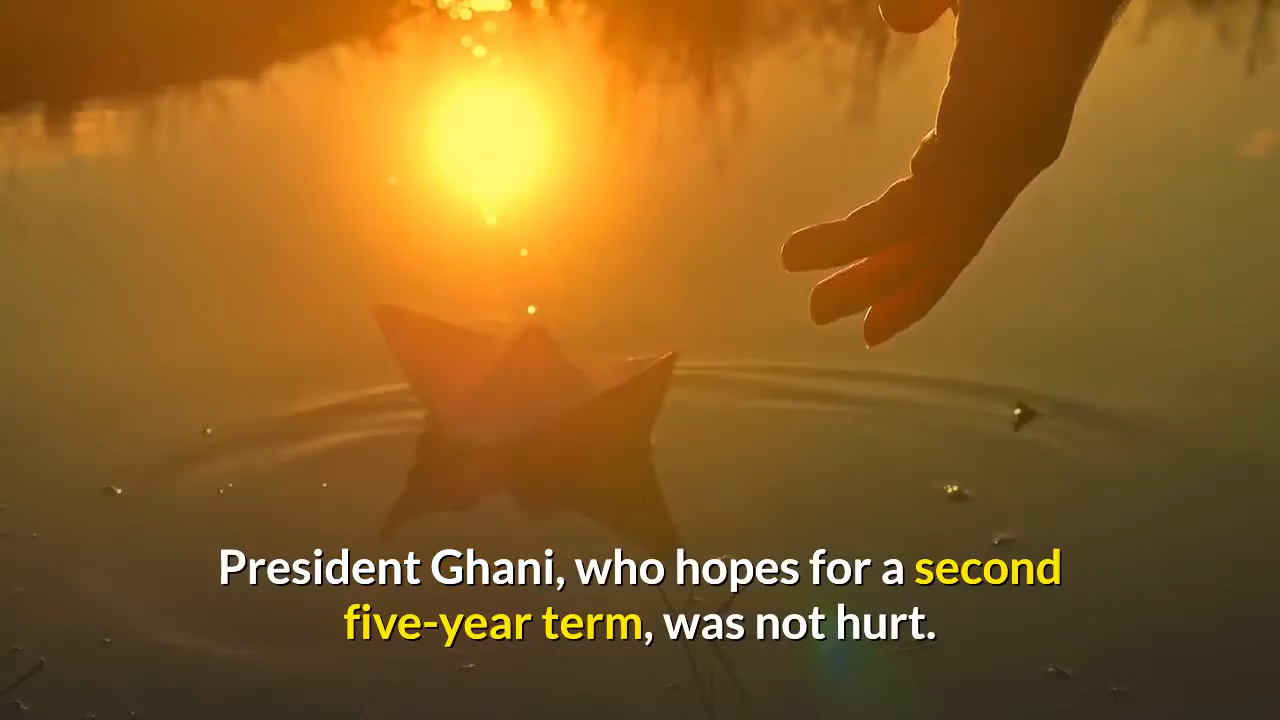 President Ghani, who hopes for a second
five-year term, was not hurt.